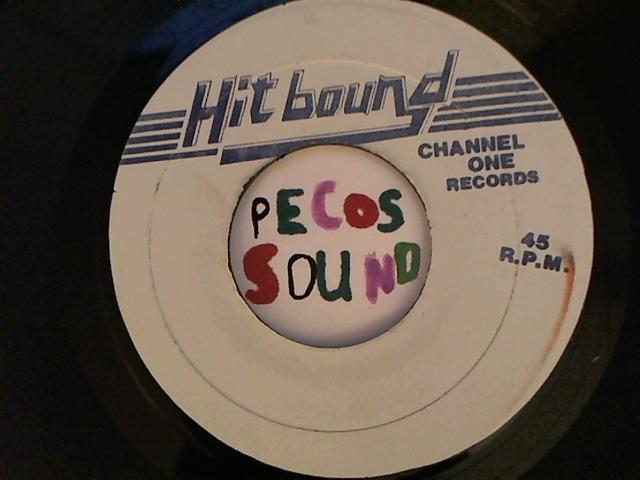 Hit bound
CHANNEL
ONE
RECORDS
PECOS
SOUND
45
R.P.M.